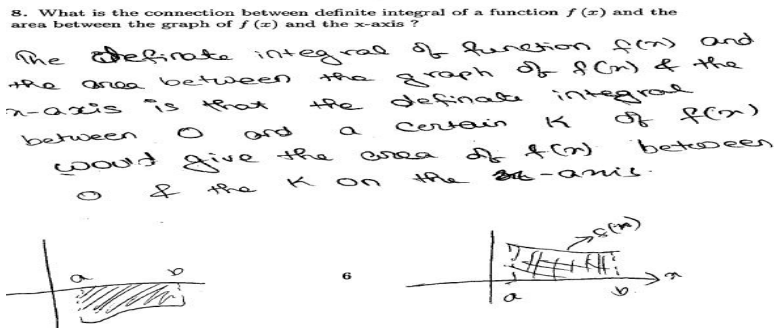 8. What is the connection between definite integral of a function f (x) and the
area between the graph of f (x) and the x-axis ?
The definate integral of function f(x) and
the area between the graph of f(x) & the
x-axis is that the definate integral
between 0 and a certain K of f(x)
would give the area of f(x) between
0 & the K on the x-axis.
a b
6
f(x)
a b x